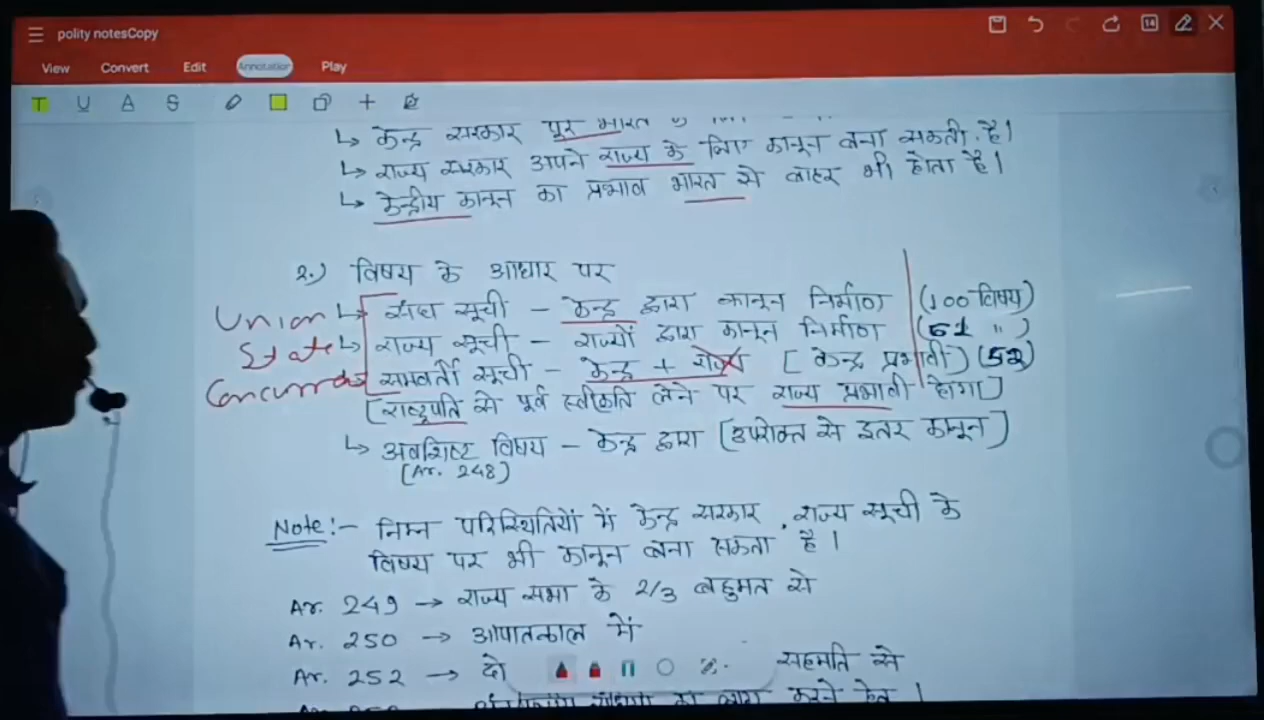 polity notesCopy
14
View Convert Edit Annotation Play
T U A S
↳ केन्द्र सरकार पूरे भारत
↳ राज्य सरकार अपने राज्य के लिए कानून बना सकती है।
↳ केन्द्रीय कानून का प्रभाव भारत से बाहर भी होता है।
2.) विषय के आधार पर
Union ↳ संघ सूची – केन्द्र द्वारा कानून निर्माण (100 विषय)
State ↳ राज्य सूची – राज्यों द्वारा कानून निर्माण (61 ")
समवर्ती सूची – केन्द्र + राज्य [केन्द्र प्रभावी) (52)
[राष्ट्रपति से पूर्व स्वीकृति लेने पर राज्य प्रभावी होगा]
↳ अवशिष्ट विषय – केन्द्र द्वारा [उपरोक्त से इतर कानून]
(Ar. 248)
Note:– निम्न परिस्थितियों में केन्द्र सरकार, राज्य सूची के
विषय पर भी कानून बना सकता है।
Ar. 249 → राज्य सभा के 2/3 बहुमत से
Ar. 250 → आपातकाल में
Ar. 252 → दो सहमति से